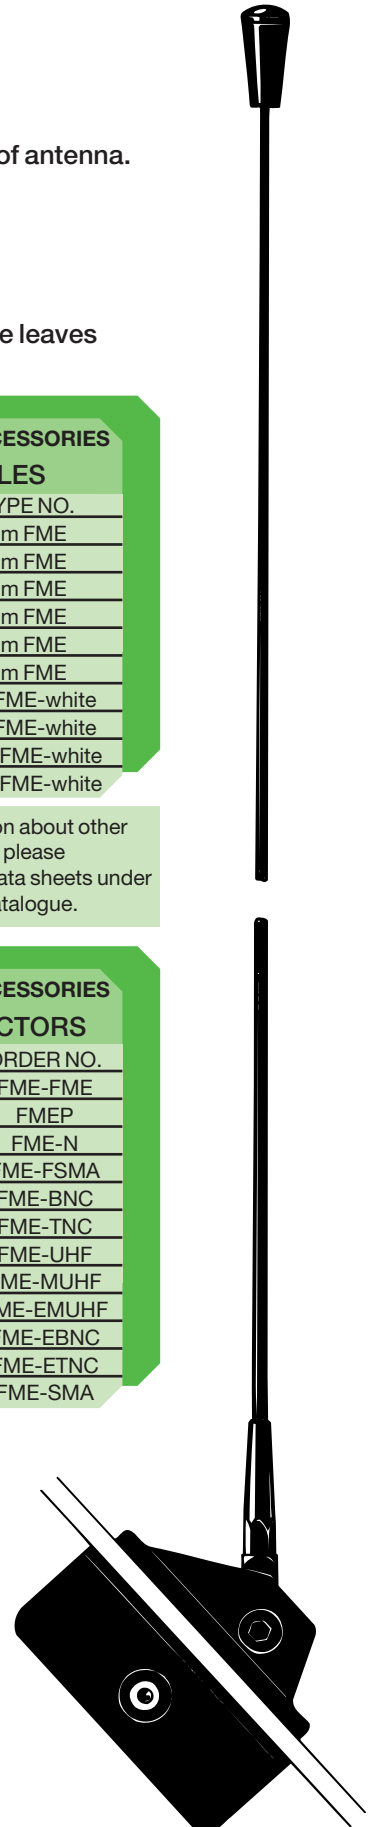 of antenna.
e leaves
CESSORIES
LES
YPE NO.
m FME
m FME
m FME
m FME
m FME
m FME
FME-white
FME-white
FME-white
FME-white
on about other
please
ata sheets under
atalogue.
CESSORIES
CTORS
ORDER NO.
FME-FME
FMEP
FME-N
FME-FSMA
FME-BNC
FME-TNC
FME-UHF
ME-MUHF
ME-EMUHF
FME-EBNC
FME-ETNC
FME-SMA